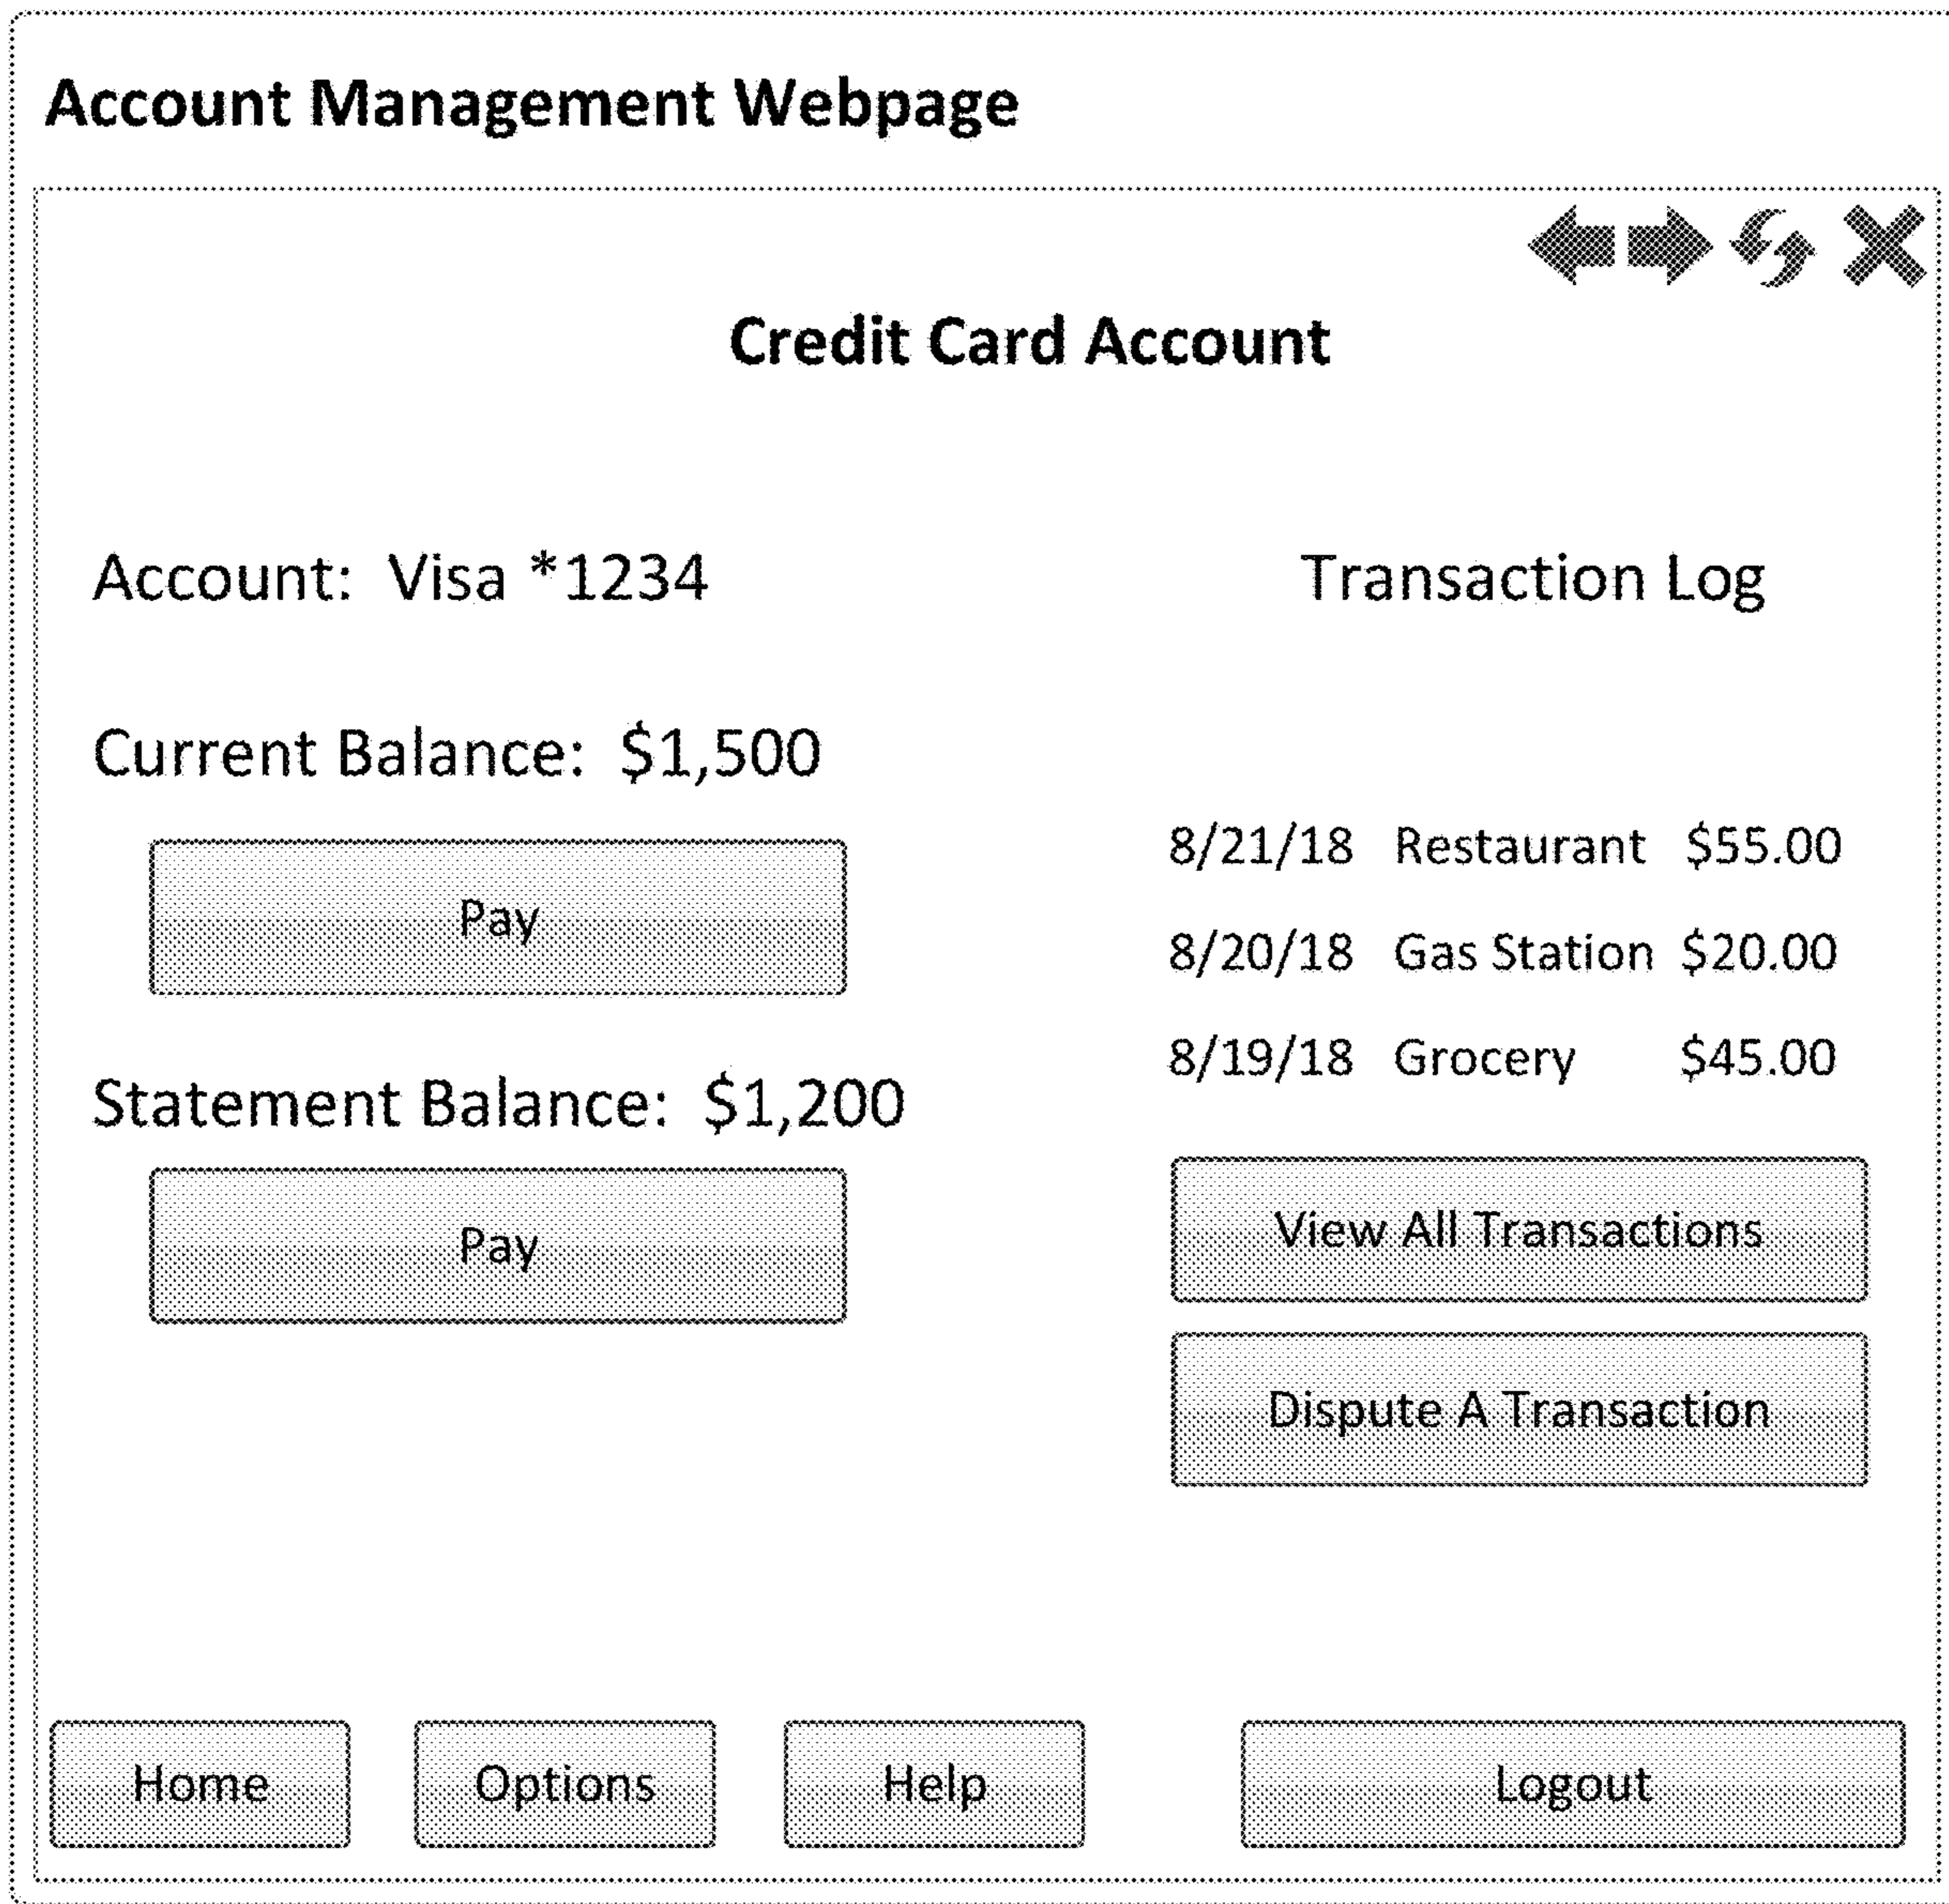 Account Management Webpage
Credit Card Account
Account: Visa *1234
Current Balance: $1,500
Pay
Statement Balance: $1,200
Pay
Transaction Log
8/21/18 Restaurant $55.00
8/20/18 Gas Station $20.00
8/19/18 Grocery $45.00
View All Transactions
Dispute A Transaction
Home Options Help Logout